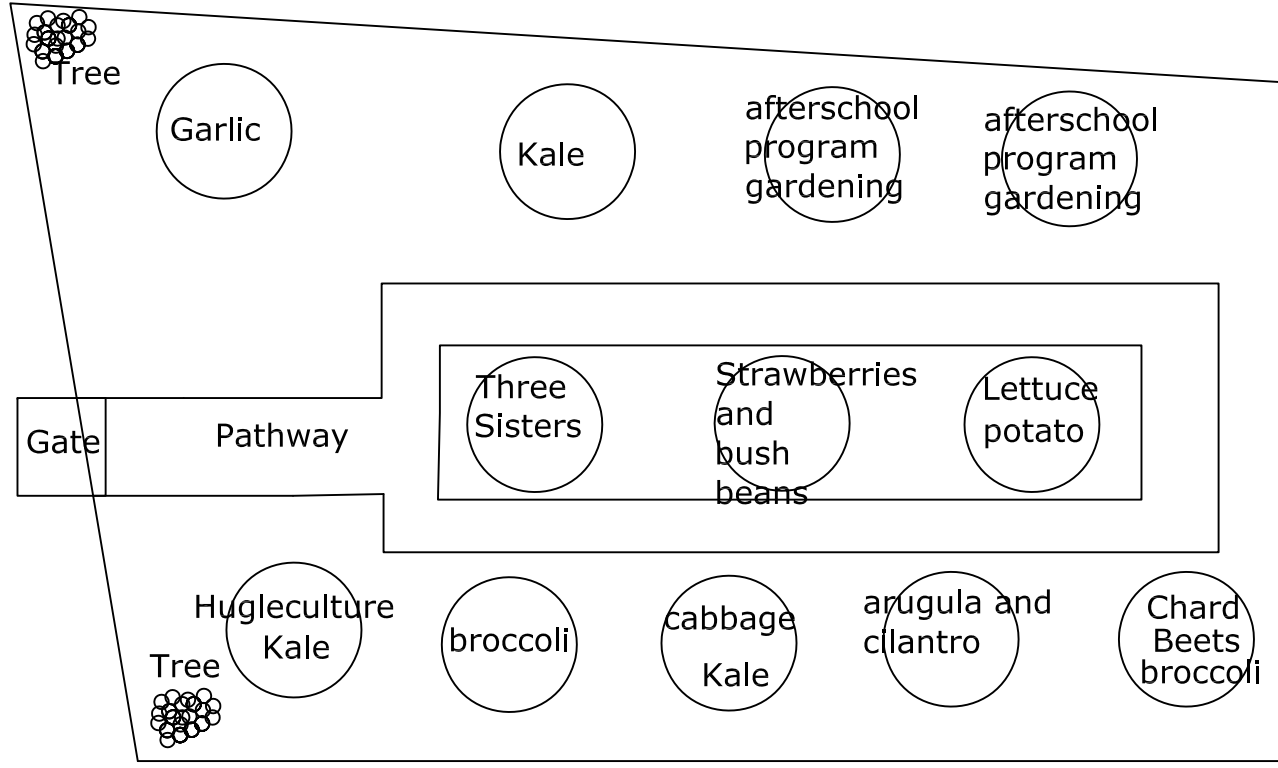 Tree
Garlic
Kale
afterschool
program
gardening
afterschool
program
gardening
Gate
Pathway
Three
Sisters
Strawberries
and
bush
beans
Lettuce
potato
Hugleculture
Kale
Tree
broccoli
cabbage
Kale
arugula and
cilantro
Chard
Beets
broccoli